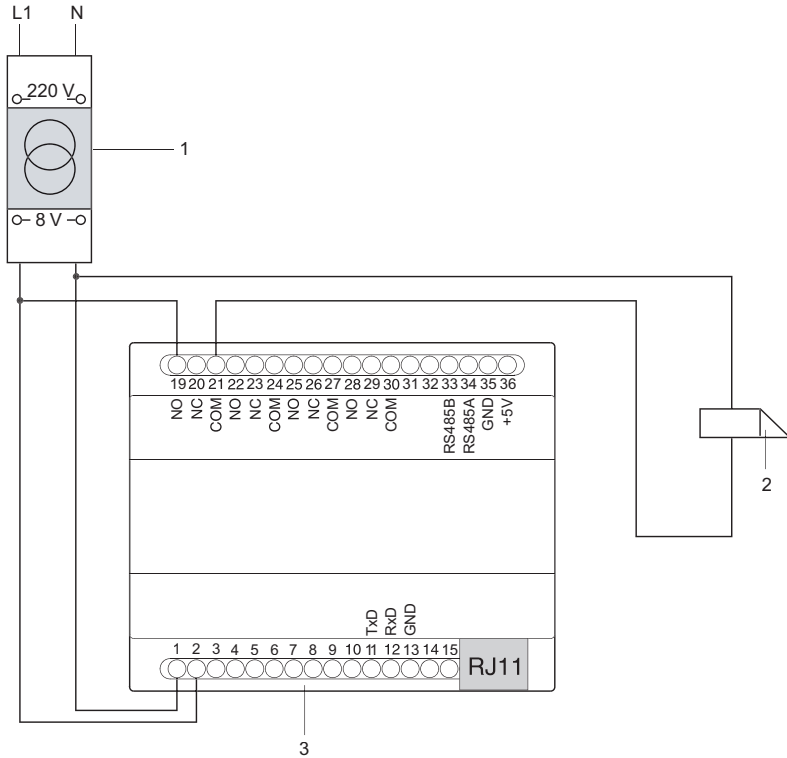 L1 N
220 V
1
8 V
19 20 21 22 23 24 25 26 27 28 29 30 31 32 33 34 35 36
NO NC COM NO NC COM NO NC COM NO NC COM RS485B RS485A GND +5V
2
TxD RxD GND
1 2 3 4 5 6 7 8 9 10 11 12 13 14 15
RJ11
3